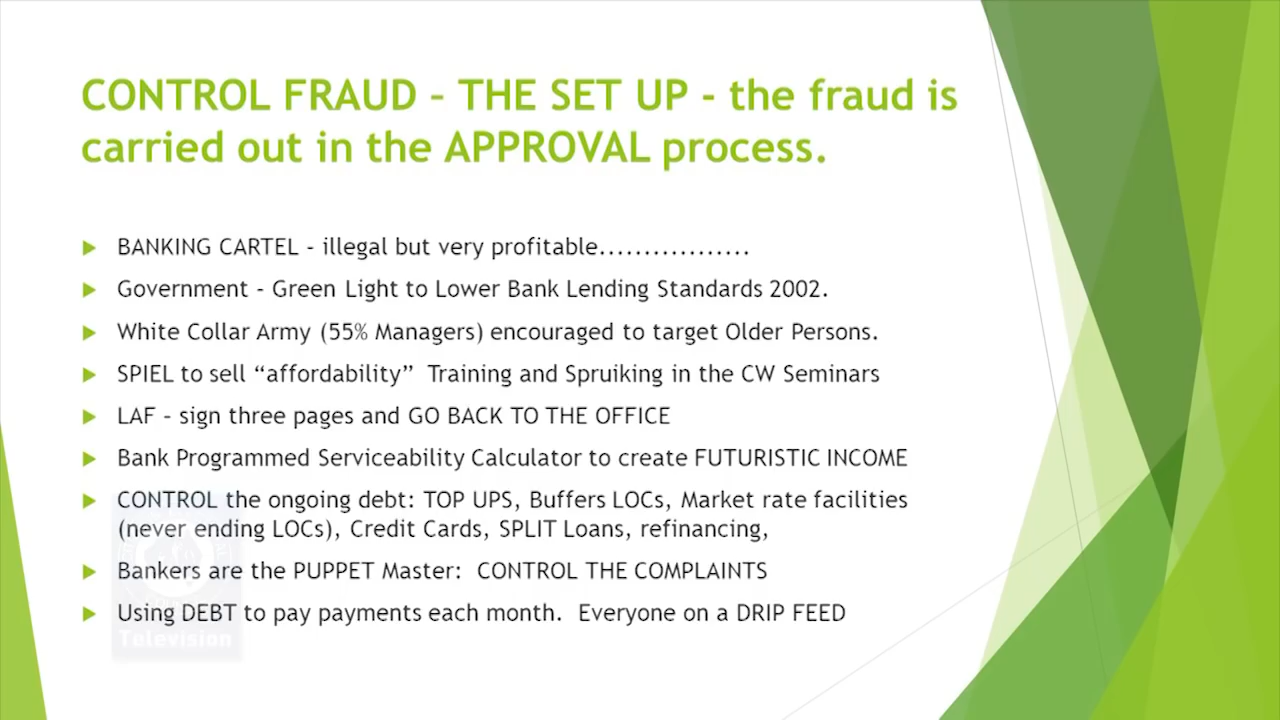 CONTROL FRAUD – THE SET UP - the fraud is
carried out in the APPROVAL process.
BANKING CARTEL - illegal but very profitable.................
Government – Green Light to Lower Bank Lending Standards 2002.
White Collar Army (55% Managers) encouraged to target Older Persons.
SPIEL to sell “affordability”  Training and Spruiking in the CW Seminars
LAF – sign three pages and GO BACK TO THE OFFICE
Bank Programmed Serviceability Calculator to create FUTURISTIC INCOME
CONTROL the ongoing debt: TOP UPS, Buffers LOCs, Market rate facilities
(never ending LOCs), Credit Cards, SPLIT Loans, refinancing,
Bankers are the PUPPET Master:  CONTROL THE COMPLAINTS
Using DEBT to pay payments each month.  Everyone on a DRIP FEED
Television